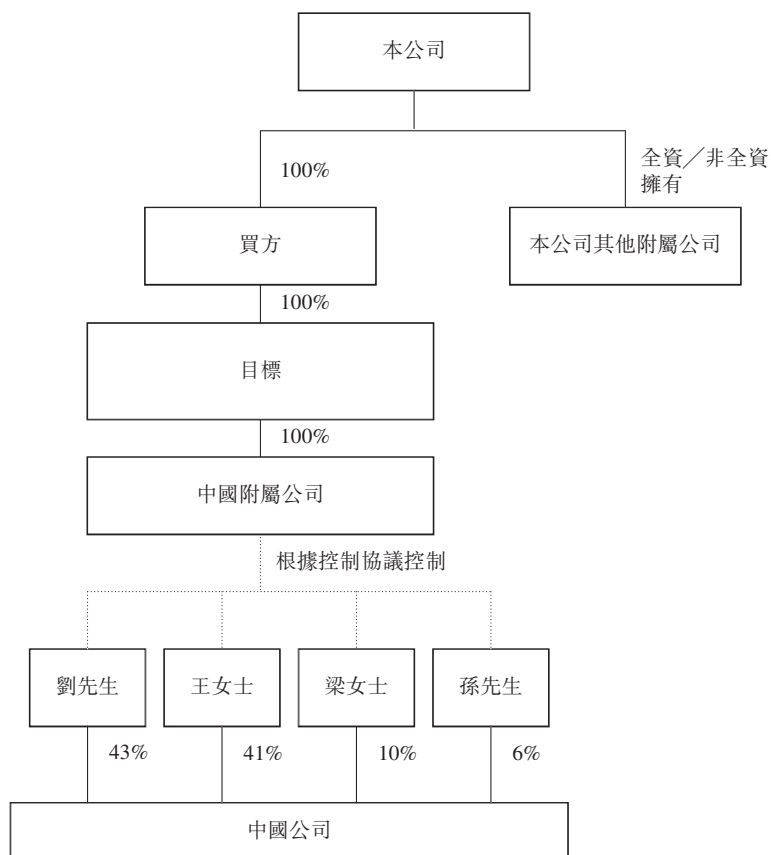 本公司
100%
全資／非全資
擁有
買方
本公司其他附屬公司
100%
目標
100%
中國附屬公司
根據控制協議控制
劉先生
王女士
梁女士
孫先生
43%
41%
10%
6%
中國公司